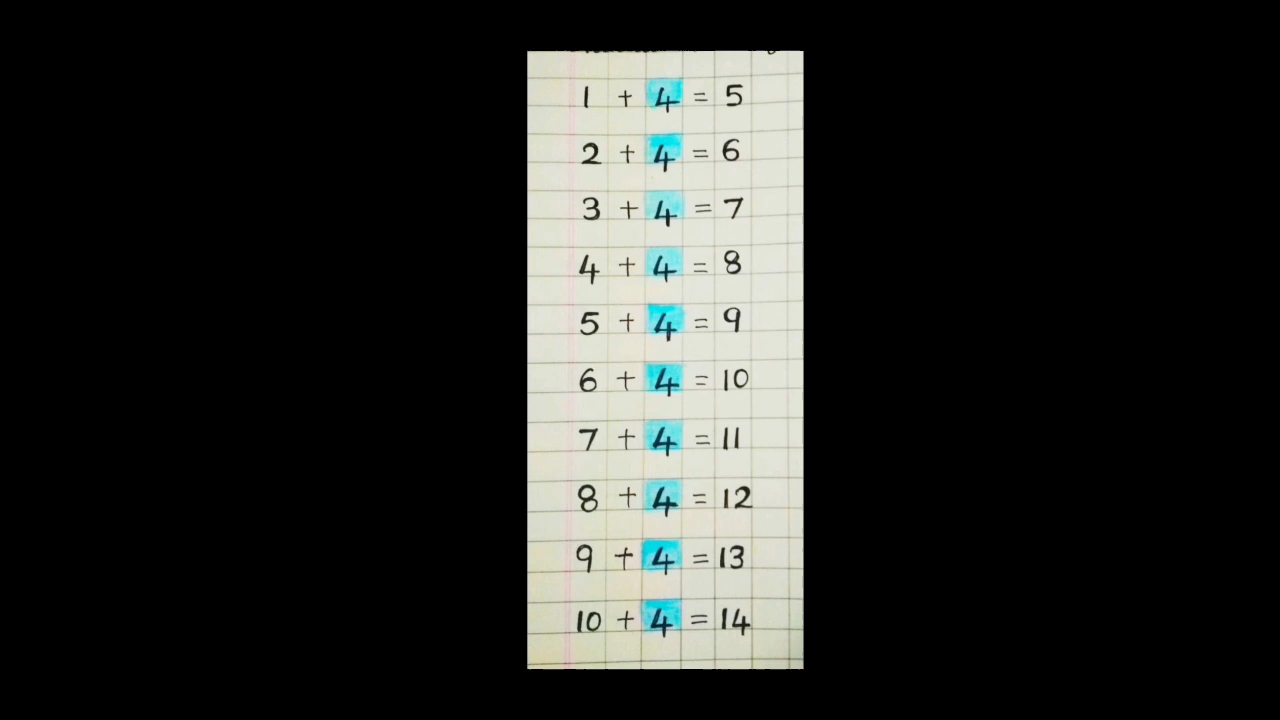 1 + 4 = 5
2 + 4 = 6
3 + 4 = 7
4 + 4 = 8
5 + 4 = 9
6 + 4 = 10
7 + 4 = 11
8 + 4 = 12
9 + 4 = 13
10 + 4 = 14